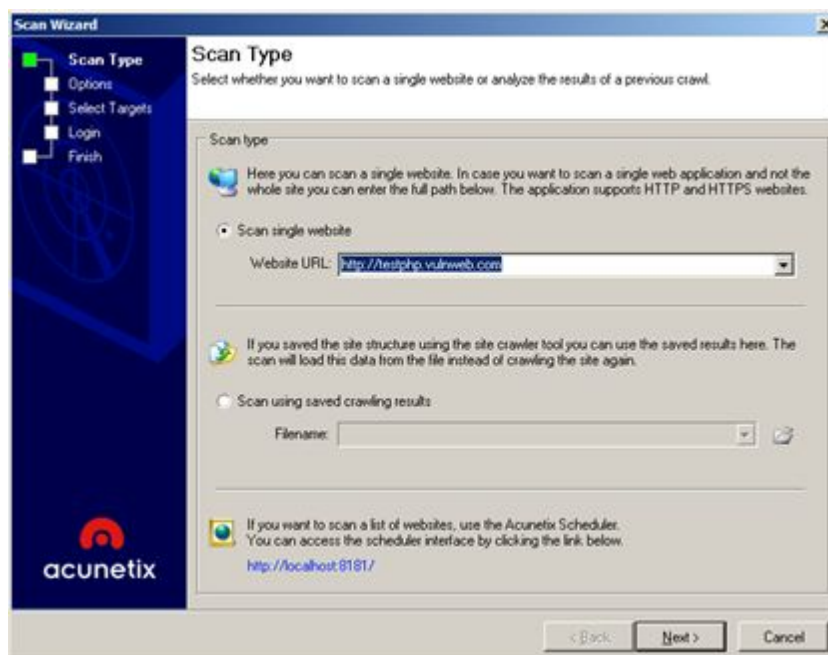 Scan Wizard
Scan Type
Options
Select Targets
Login
Finish
acunetix
Scan Type
Select whether you want to scan a single website or analyze the results of a previous crawl.
Scan type
Here you can scan a single website. In case you want to scan a single web application and not the
whole site you can enter the full path below. The application supports HTTP and HTTPS websites.
Scan single website
Website URL: http://testphp.vulnweb.com
If you saved the site structure using the site crawler tool you can use the saved results here. The
scan will load this data from the file instead of crawling the site again.
Scan using saved crawling results
Filename:
If you want to scan a list of websites, use the Acunetix Scheduler.
You can access the scheduler interface by clicking the link below.
http://localhost:8181/
< Back
Next >
Cancel